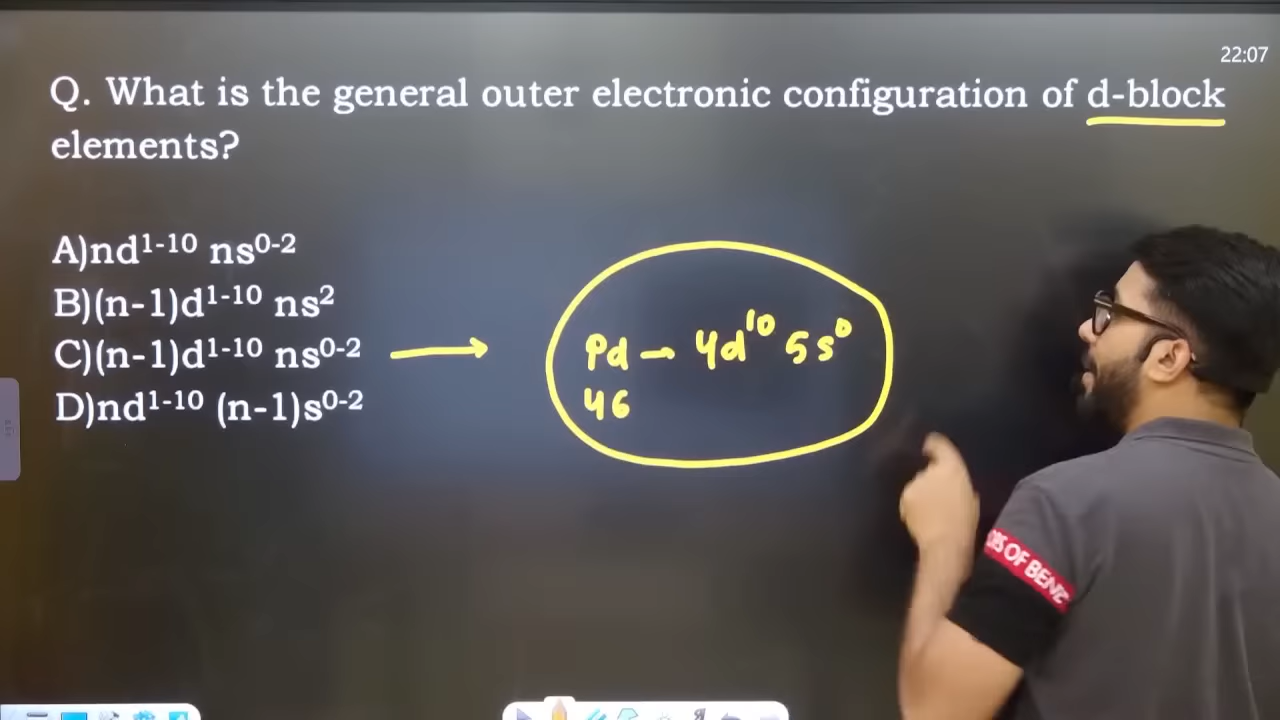 22:07
Q. What is the general outer electronic configuration of d-block
elements?
A)nd¹⁻¹⁰ ns⁰⁻²
B)(n-1)d¹⁻¹⁰ ns²
C)(n-1)d¹⁻¹⁰ ns⁰⁻²
D)nd¹⁻¹⁰ (n-1)s⁰⁻²
Pd → 4d¹⁰ 5s⁰
46
OF